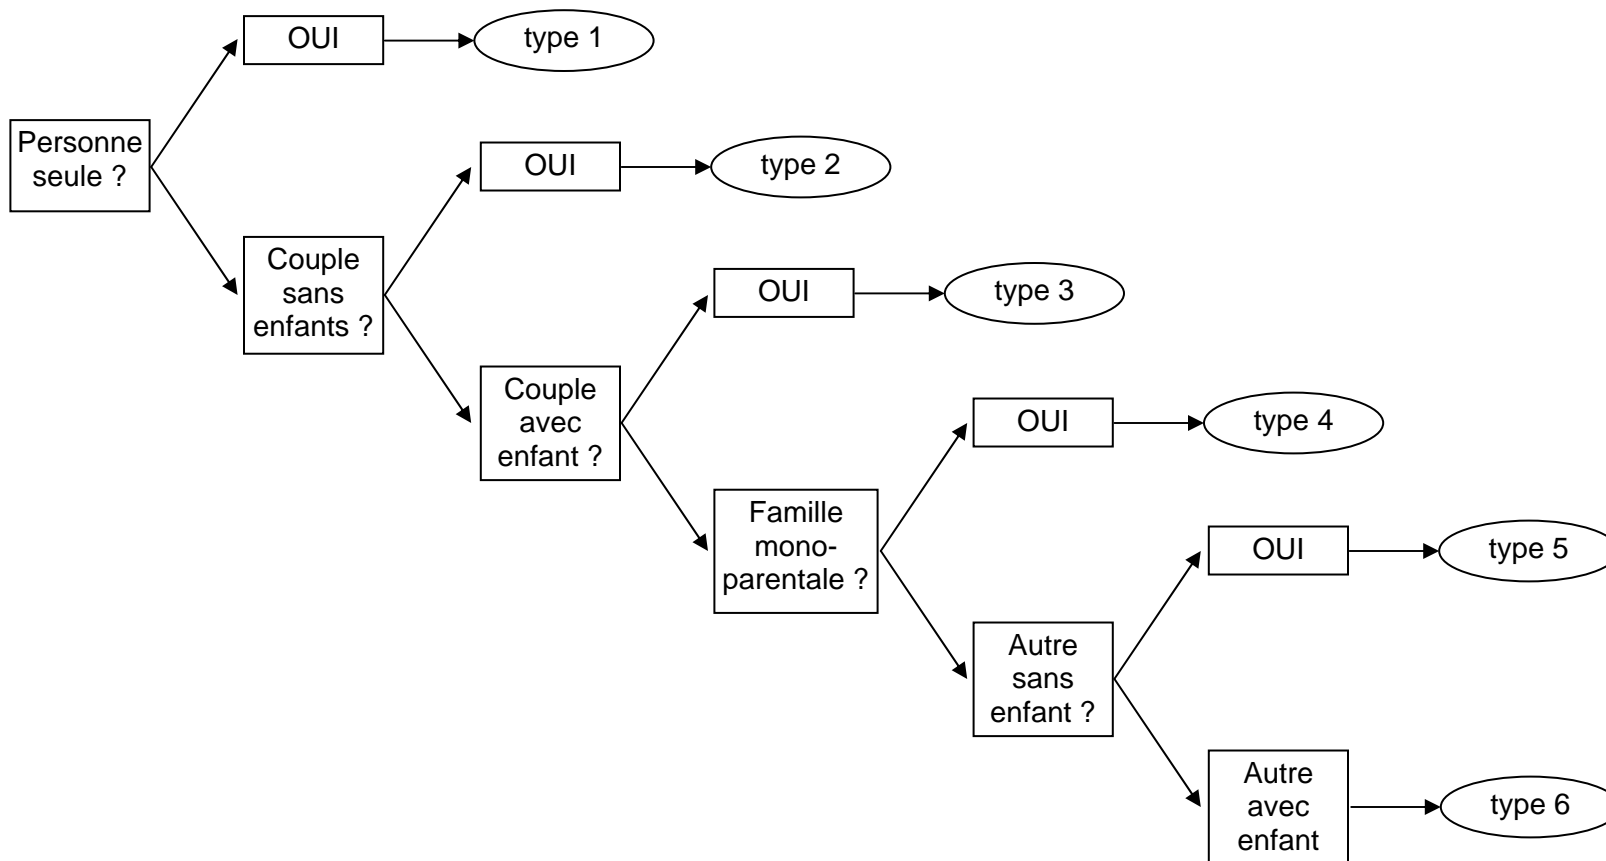 OUI
type 1
Personne
seule ?
OUI
type 2
Couple
sans
enfants ?
OUI
type 3
Couple
avec
enfant ?
OUI
type 4
Famille
mono-
parentale ?
OUI
type 5
Autre
sans
enfant ?
Autre
avec
enfant
type 6